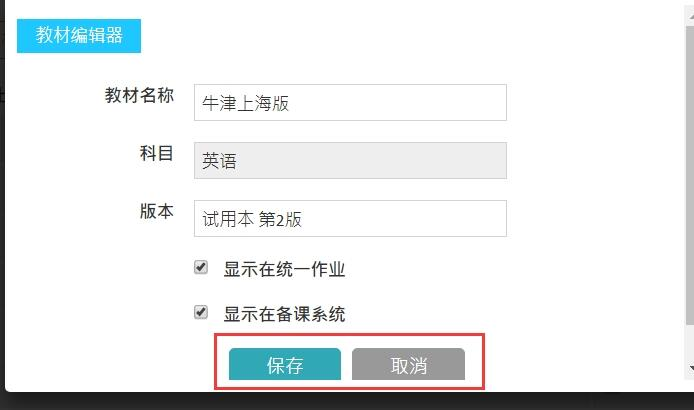 教材编辑器
教材名称 牛津上海版
科目 英语
版本 试用本 第2版
显示在统一作业
显示在备课系统
保存 取消